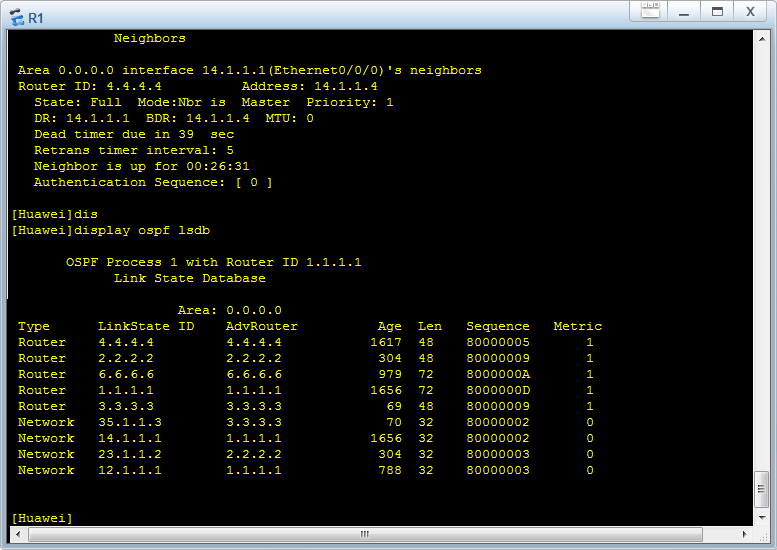 R1
Neighbors
Area 0.0.0.0 interface 14.1.1.1(Ethernet0/0/0)'s neighbors
Router ID: 4.4.4.4 Address: 14.1.1.4
State: Full Mode:Nbr is Master Priority: 1
DR: 14.1.1.1 BDR: 14.1.1.4 MTU: 0
Dead timer due in 39 sec
Retrans timer interval: 5
Neighbor is up for 00:26:31
Authentication Sequence: [ 0 ]
[Huawei]dis
[Huawei]display ospf lsdb
OSPF Process 1 with Router ID 1.1.1.1
Link State Database
Area: 0.0.0.0
Type LinkState ID AdvRouter Age Len Sequence Metric
Router 4.4.4.4 4.4.4.4 1617 48 80000005 1
Router 2.2.2.2 2.2.2.2 304 48 80000009 1
Router 6.6.6.6 6.6.6.6 979 72 8000000A 1
Router 1.1.1.1 1.1.1.1 1656 72 8000000D 1
Router 3.3.3.3 3.3.3.3 69 48 80000009 1
Network 35.1.1.3 3.3.3.3 70 32 80000002 0
Network 14.1.1.1 1.1.1.1 1656 32 80000002 0
Network 23.1.1.2 2.2.2.2 304 32 80000003 0
Network 12.1.1.1 1.1.1.1 788 32 80000003 0
[Huawei]